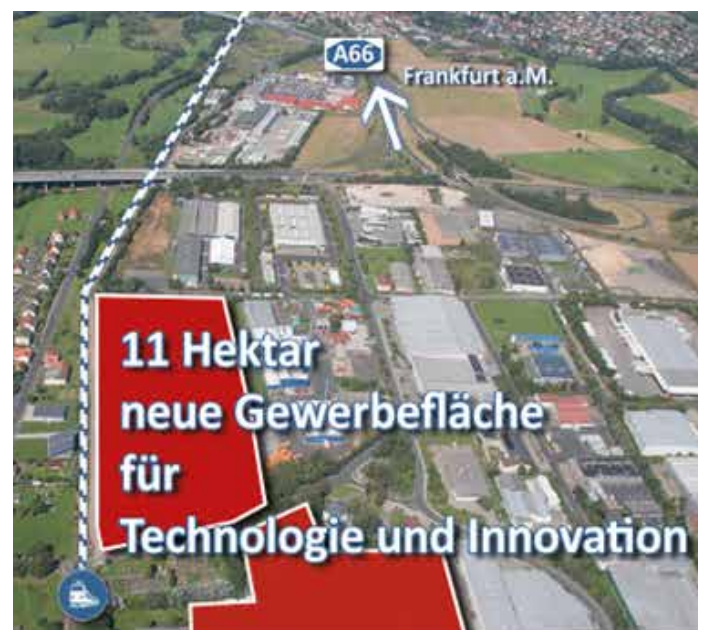 A66
Frankfurt a.M.
11 Hektar
neue Gewerbefläche
für
Technologie und Innovation